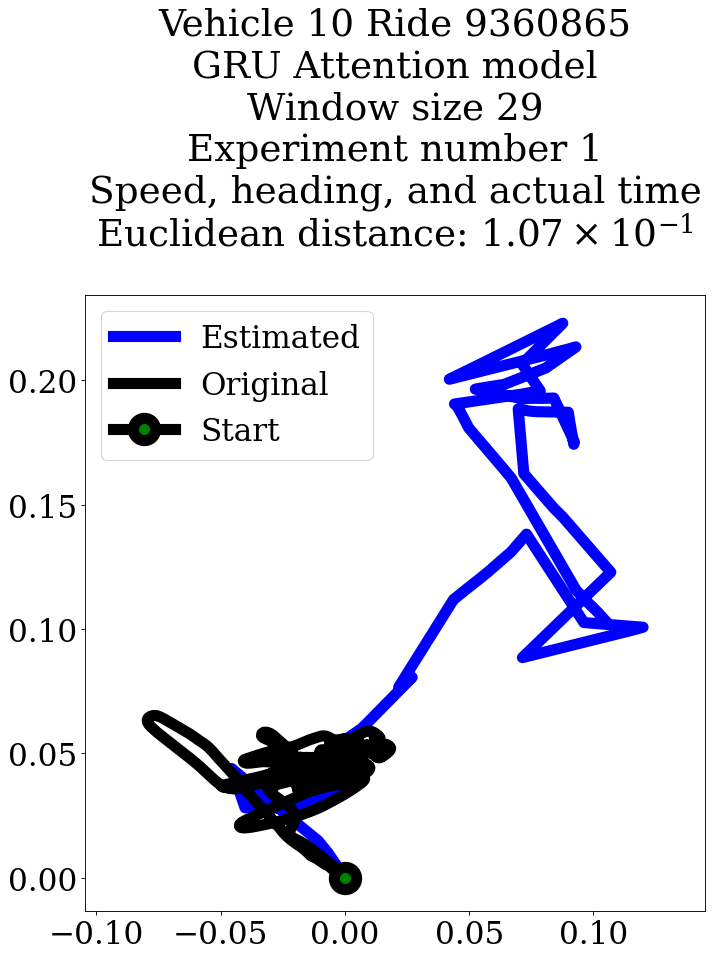 Vehicle 10 Ride 9360865
GRU Attention model
Window size 29
Experiment number 1
Speed, heading, and actual time
Euclidean distance: $1.07 \times 10^{-1}$
Estimated
Original
Start
0.20
0.15
0.10
0.05
0.00
−0.10 −0.05 0.00 0.05 0.10